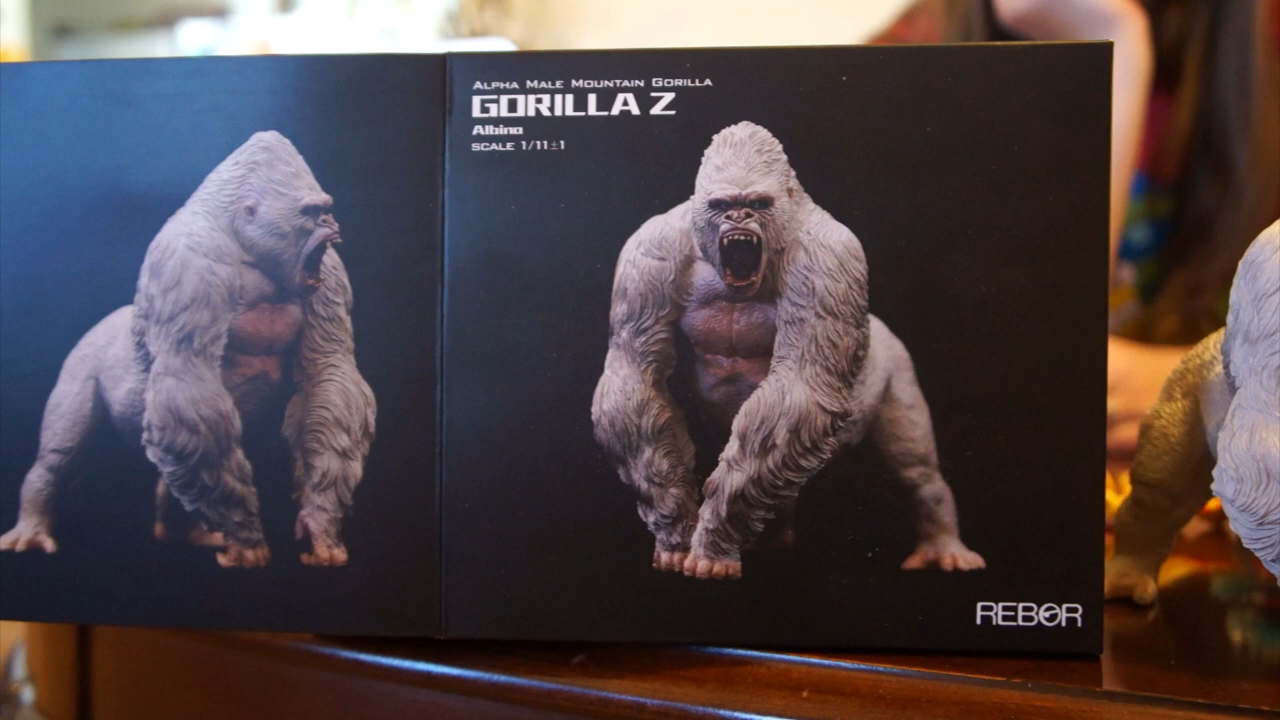 ALPHA MALE MOUNTAIN GORILLA
GORILLA Z
Albino
SCALE 1/11±1
REBOR